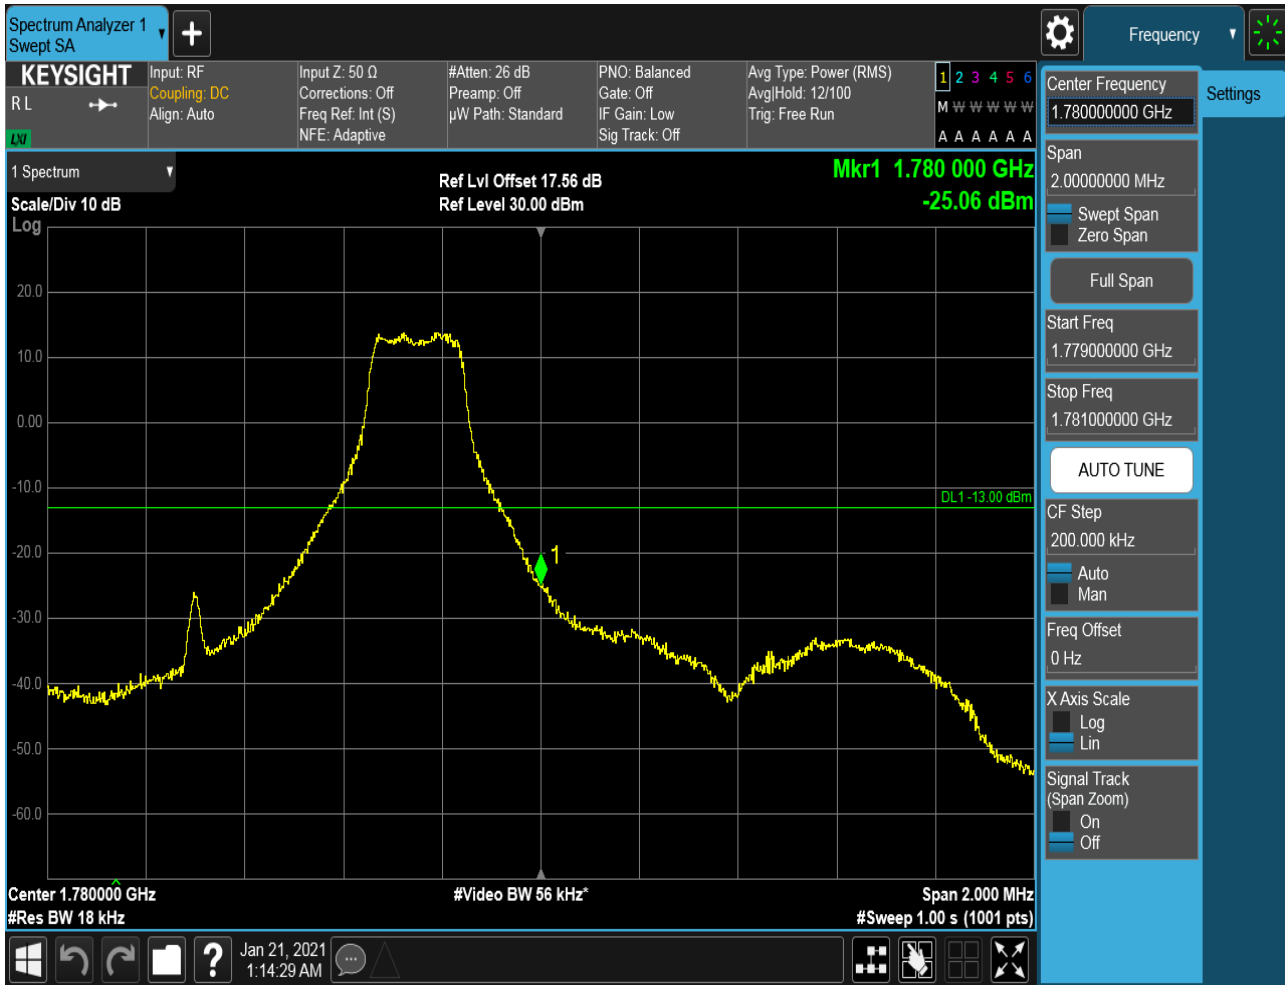 Spectrum Analyzer 1
Swept SA
Frequency
KEYSIGHT
R L
LXI
Input: RF
Coupling: DC
Align: Auto
Input Z: 50 Ω
Corrections: Off
Freq Ref: Int (S)
NFE: Adaptive
#Atten: 26 dB
Preamp: Off
µW Path: Standard
PNO: Balanced
Gate: Off
IF Gain: Low
Sig Track: Off
Avg Type: Power (RMS)
Avg|Hold: 12/100
Trig: Free Run
1 2 3 4 5 6
M W W W W W
A A A A A A
1 Spectrum
Scale/Div 10 dB
Log
Ref Lvl Offset 17.56 dB
Ref Level 30.00 dBm
Mkr1 1.780 000 GHz
-25.06 dBm
20.0
10.0
0.00
-10.0
DL1 -13.00 dBm
-20.0
1
-30.0
-40.0
-50.0
-60.0
Center 1.780000 GHz
#Video BW 56 kHz*
Span 2.000 MHz
#Res BW 18 kHz
#Sweep 1.00 s (1001 pts)
Jan 21, 2021
1:14:29 AM
?
Center Frequency
1.780000000 GHz
Settings
Span
2.00000000 MHz
Swept Span
Zero Span
Full Span
Start Freq
1.779000000 GHz
Stop Freq
1.781000000 GHz
AUTO TUNE
CF Step
200.000 kHz
Auto
Man
Freq Offset
0 Hz
X Axis Scale
Log
Lin
Signal Track
(Span Zoom)
On
Off